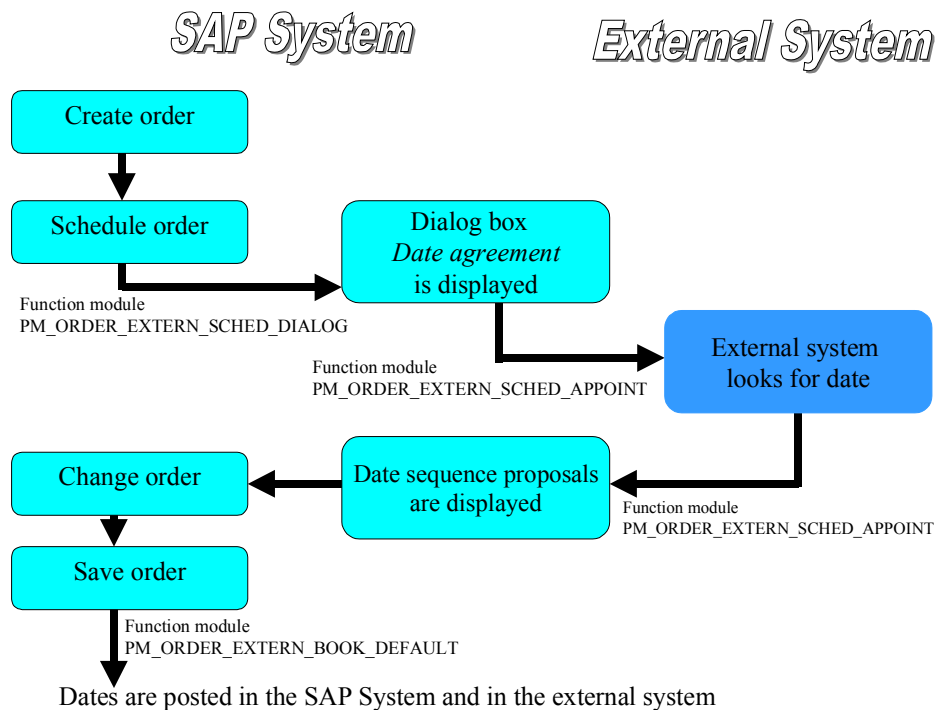 SAP System
External System
Create order
Schedule order
Dialog box
Date agreement
is displayed
Function module
PM_ORDER_EXTERN_SCHED_DIALOG
External system
looks for date
Function module
PM_ORDER_EXTERN_SCHED_APPOINT
Change order
Date sequence proposals
are displayed
Function module
PM_ORDER_EXTERN_SCHED_APPOINT
Save order
Function module
PM_ORDER_EXTERN_BOOK_DEFAULT
Dates are posted in the SAP System and in the external system